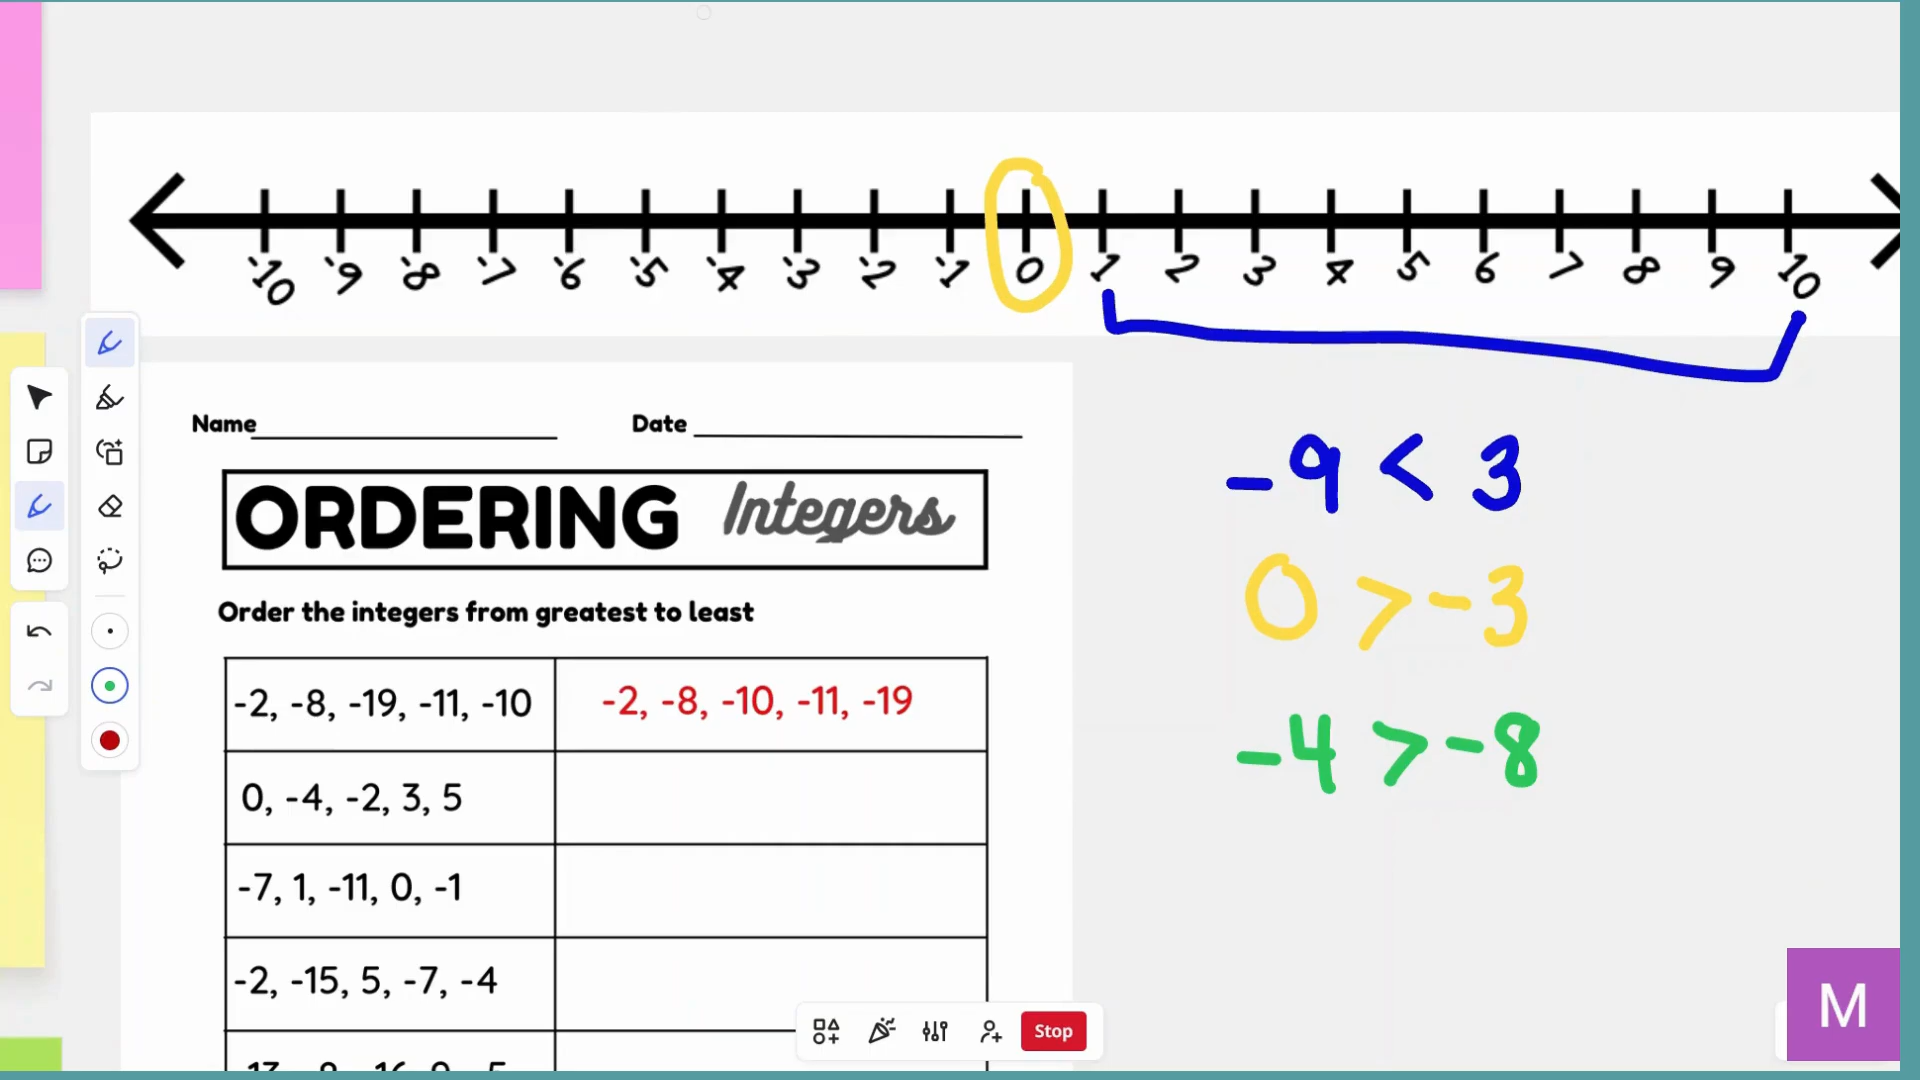 -10 -9 -8 -7 -6 -5 -4 -3 -2 -1 0 1 2 3 4 5 6 7 8 9 10
Name Date
-9 < 3
ORDERING Integers
0 > -3
Order the integers from greatest to least
-2, -8, -19, -11, -10 -2, -8, -10, -11, -19
-4 > -8
0, -4, -2, 3, 5
-7, 1, -11, 0, -1
-2, -15, 5, -7, -4
Stop
M